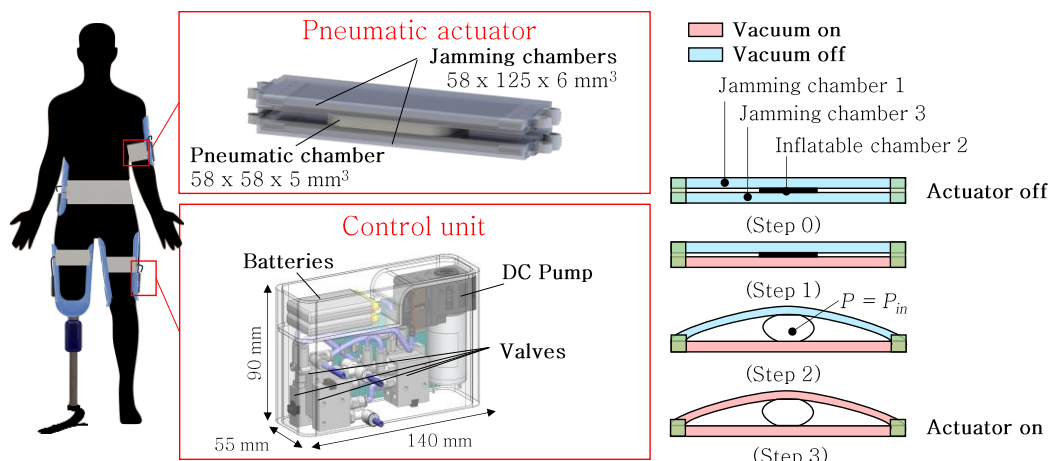 Pneumatic actuator
Jamming chambers
58 x 125 x 6 mm³
Pneumatic chamber
58 x 58 x 5 mm³
Control unit
Batteries
DC Pump
Valves
90 mm
55 mm
140 mm
Vacuum on
Vacuum off
Jamming chamber 1
Jamming chamber 3
Inflatable chamber 2
Actuator off
(Step 0)
(Step 1)
P = Pᵢₙ
(Step 2)
Actuator on
(Step 3)